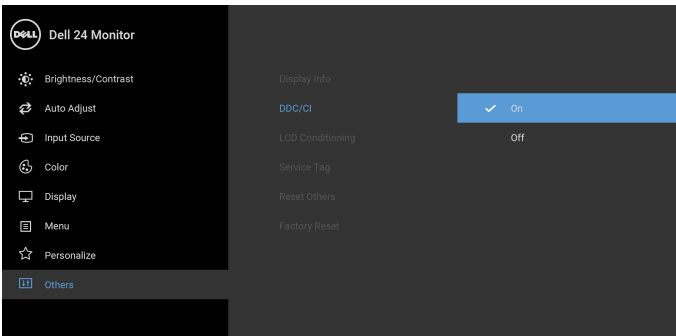 DELL
Dell 24 Monitor
Brightness/Contrast
Auto Adjust
Input Source
Color
Display
Menu
Personalize
Others
Display Info
DDC/CI
LCD Conditioning
Service Tag
Reset Others
Factory Reset
On
Off